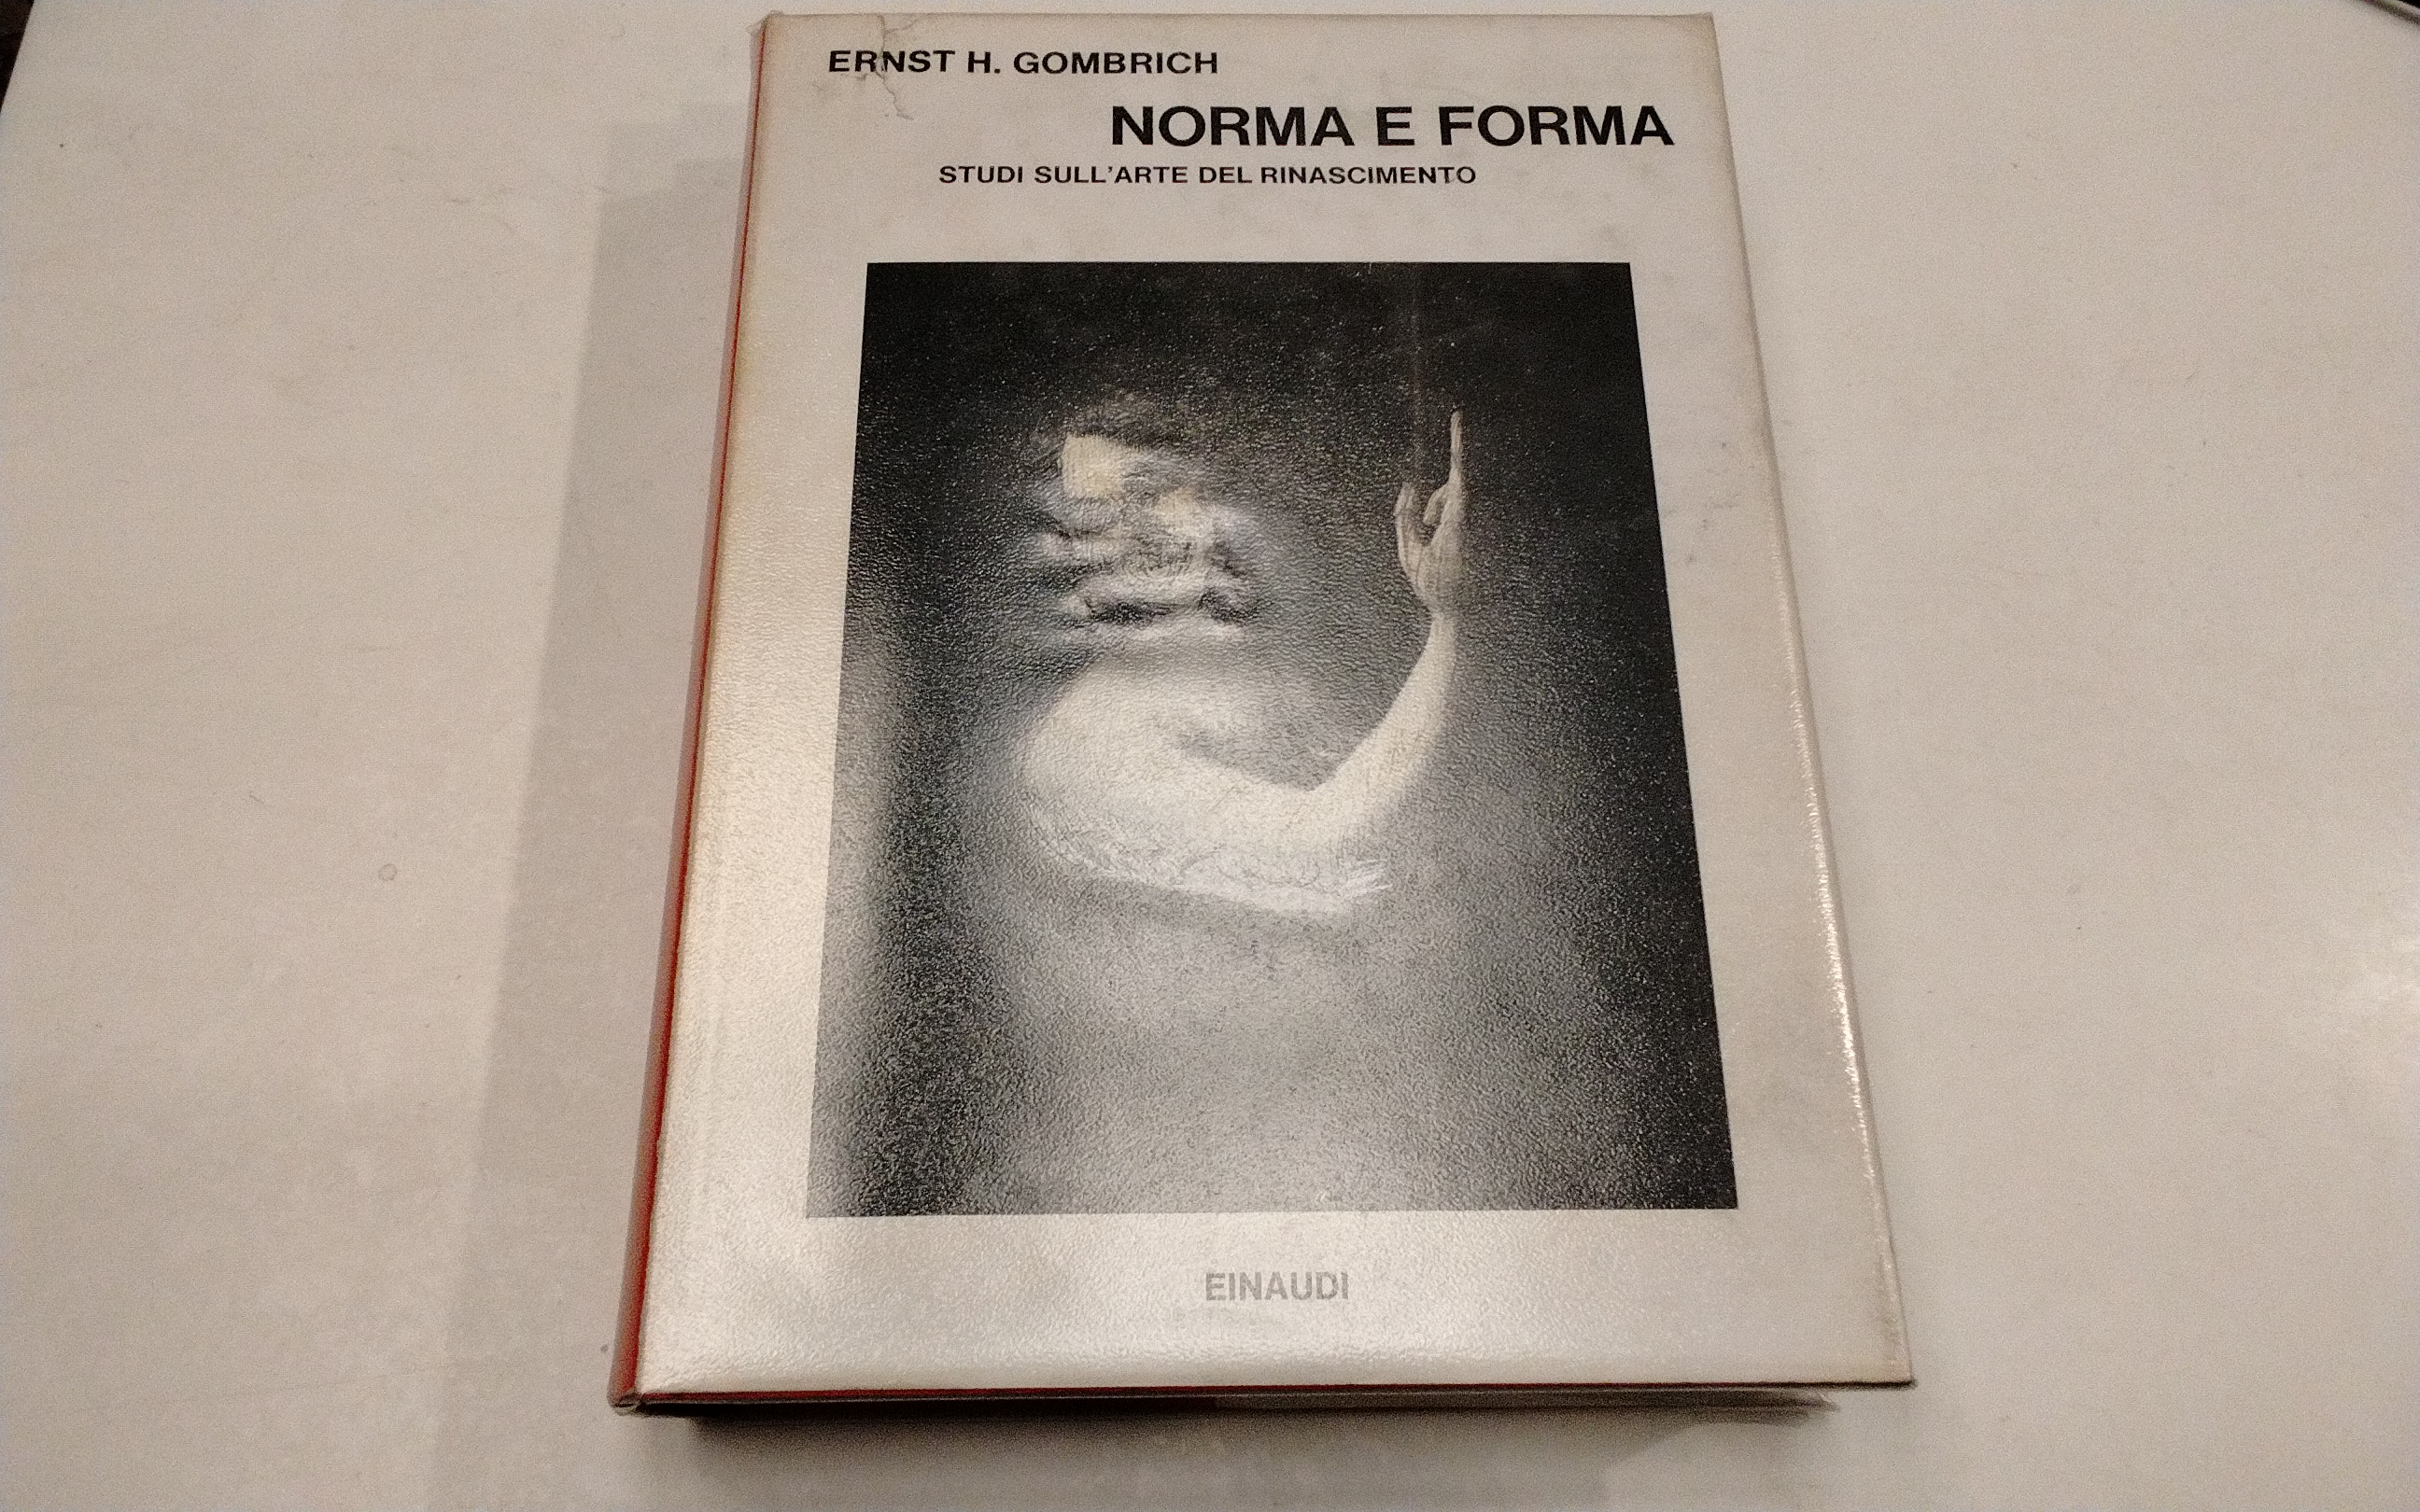 ERNST H. GOMBRICH
NORMA E FORMA
STUDI SULL'ARTE DEL RINASCIMENTO
EINAUDI